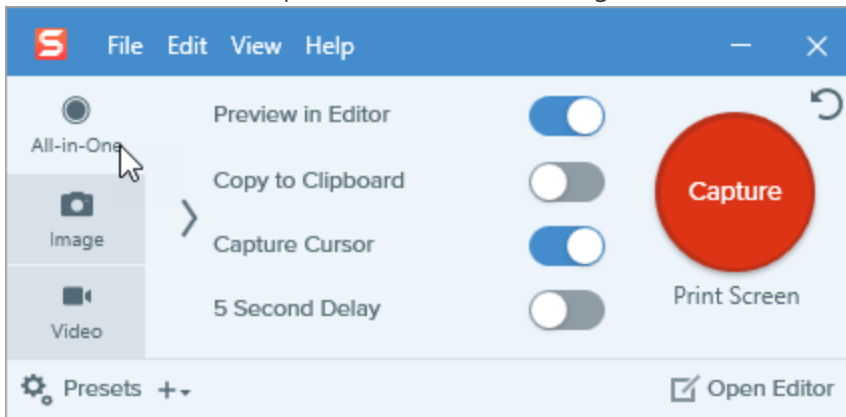 File Edit View Help
All-in-One
Image
Video
Preview in Editor
Copy to Clipboard
Capture Cursor
5 Second Delay
Capture
Print Screen
Presets
Open Editor